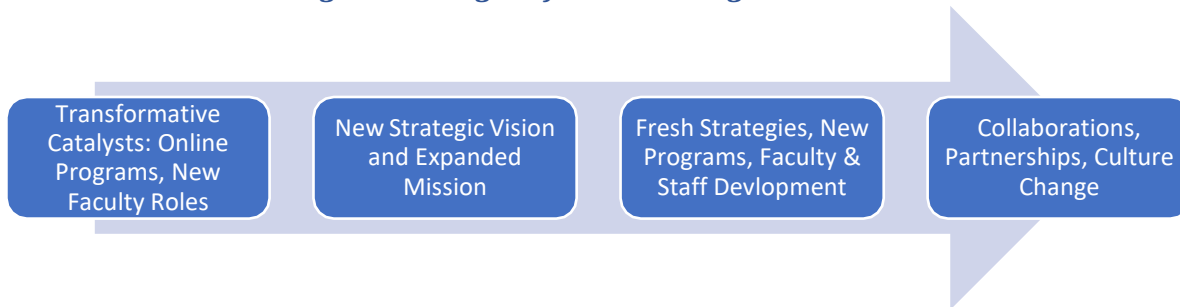 Transformative
Catalysts: Online
Programs, New
Faculty Roles
New Strategic Vision
and Expanded
Mission
Fresh Strategies, New
Programs, Faculty &
Staff Devlopment
Collaborations,
Partnerships, Culture
Change